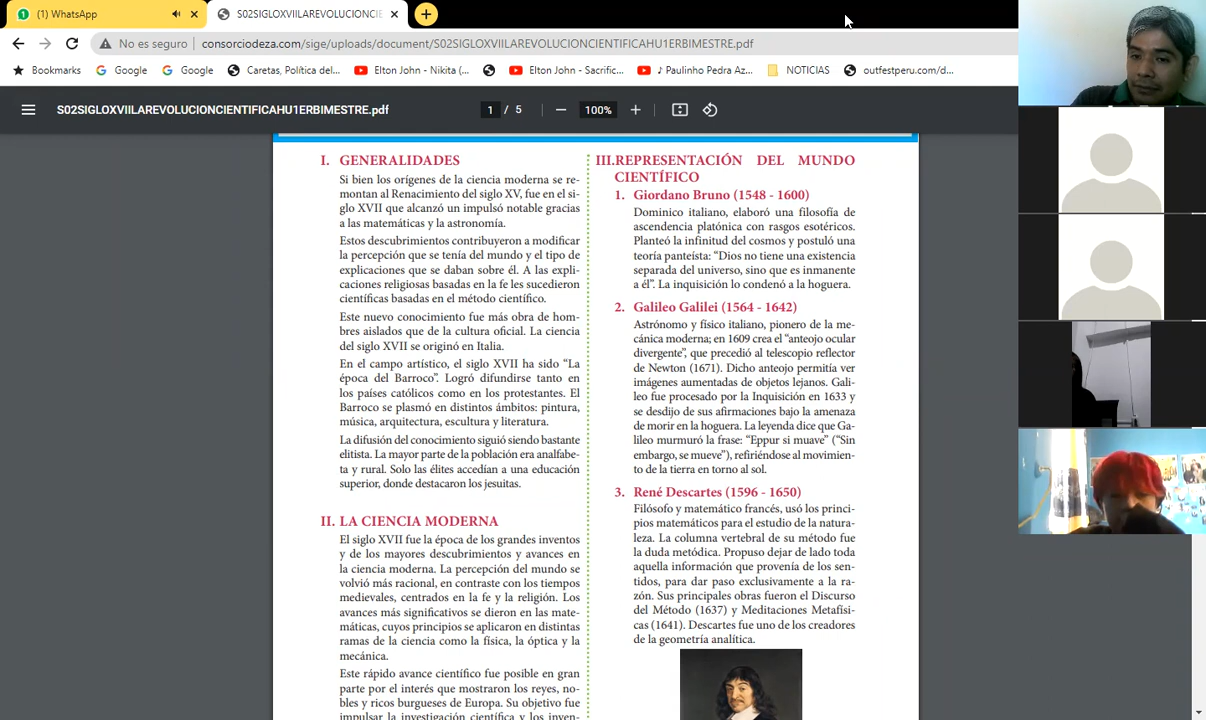 (1) WhatsApp
S02SIGLOXVIILAREVOLUCIONCIE
No es seguro
consorciodeza.com/sige/uploads/document/S02SIGLOXVIILAREVOLUCIONCIENTIFICAHU1ERBIMESTRE.pdf
Bookmarks
Google
Google
Caretas, Política del...
Elton John - Nikita (...
Elton John - Sacrific...
♪ Paulinho Pedra Az...
NOTICIAS
outfestperu.com/d...
S02SIGLOXVIILAREVOLUCIONCIENTIFICAHU1ERBIMESTRE.pdf
1 / 5
100%
I. GENERALIDADES
Si bien los orígenes de la ciencia moderna se re-
montan al Renacimiento del siglo XV, fue en el si-
glo XVII que alcanzó un impulsó notable gracias
a las matemáticas y la astronomía.
Estos descubrimientos contribuyeron a modificar
la percepción que se tenía del mundo y el tipo de
explicaciones que se daban sobre él. A las expli-
caciones religiosas basadas en la fe les sucedieron
científicas basadas en el método científico.
Este nuevo conocimiento fue más obra de hom-
bres aislados que de la cultura oficial. La ciencia
del siglo XVII se originó en Italia.
En el campo artístico, el siglo XVII ha sido “La
época del Barroco”. Logró difundirse tanto en
los países católicos como en los protestantes. El
Barroco se plasmó en distintos ámbitos: pintura,
música, arquitectura, escultura y literatura.
La difusión del conocimiento siguió siendo bastante
elitista. La mayor parte de la población era analfabe-
ta y rural. Solo las élites accedían a una educación
superior, donde destacaron los jesuitas.
II. LA CIENCIA MODERNA
El siglo XVII fue la época de los grandes inventos
y de los mayores descubrimientos y avances en
la ciencia moderna. La percepción del mundo se
volvió más racional, en contraste con los tiempos
medievales, centrados en la fe y la religión. Los
avances más significativos se dieron en las mate-
máticas, cuyos principios se aplicaron en distintas
ramas de la ciencia como la física, la óptica y la
mecánica.
Este rápido avance científico fue posible en gran
parte por el interés que mostraron los reyes, no-
bles y ricos burgueses de Europa. Su objetivo fue
impulsar la investigación científica y los inven-
III.REPRESENTACIÓN DEL MUNDO
CIENTÍFICO
1. Giordano Bruno (1548 - 1600)
Dominico italiano, elaboró una filosofía de
ascendencia platónica con rasgos esotéricos.
Planteó la infinitud del cosmos y postuló una
teoría panteísta: “Dios no tiene una existencia
separada del universo, sino que es inmanente
a él”. La inquisición lo condenó a la hoguera.
2. Galileo Galilei (1564 - 1642)
Astrónomo y físico italiano, pionero de la me-
cánica moderna; en 1609 crea el “anteojo ocular
divergente”, que precedió al telescopio reflector
de Newton (1671). Dicho anteojo permitía ver
imágenes aumentadas de objetos lejanos. Gali-
leo fue procesado por la Inquisición en 1633 y
se desdijo de sus afirmaciones bajo la amenaza
de morir en la hoguera. La leyenda dice que Ga-
lileo murmuró la frase: “Eppur si muave” (“Sin
embargo, se mueve”), refiriéndose al movimien-
to de la tierra en torno al sol.
3. René Descartes (1596 - 1650)
Filósofo y matemático francés, usó los princi-
pios matemáticos para el estudio de la natura-
leza. La columna vertebral de su método fue
la duda metódica. Propuso dejar de lado toda
aquella información que provenía de los sen-
tidos, para dar paso exclusivamente a la ra-
zón. Sus principales obras fueron el Discurso
del Método (1637) y Meditaciones Metafísi-
cas (1641). Descartes fue uno de los creadores
de la geometría analítica.